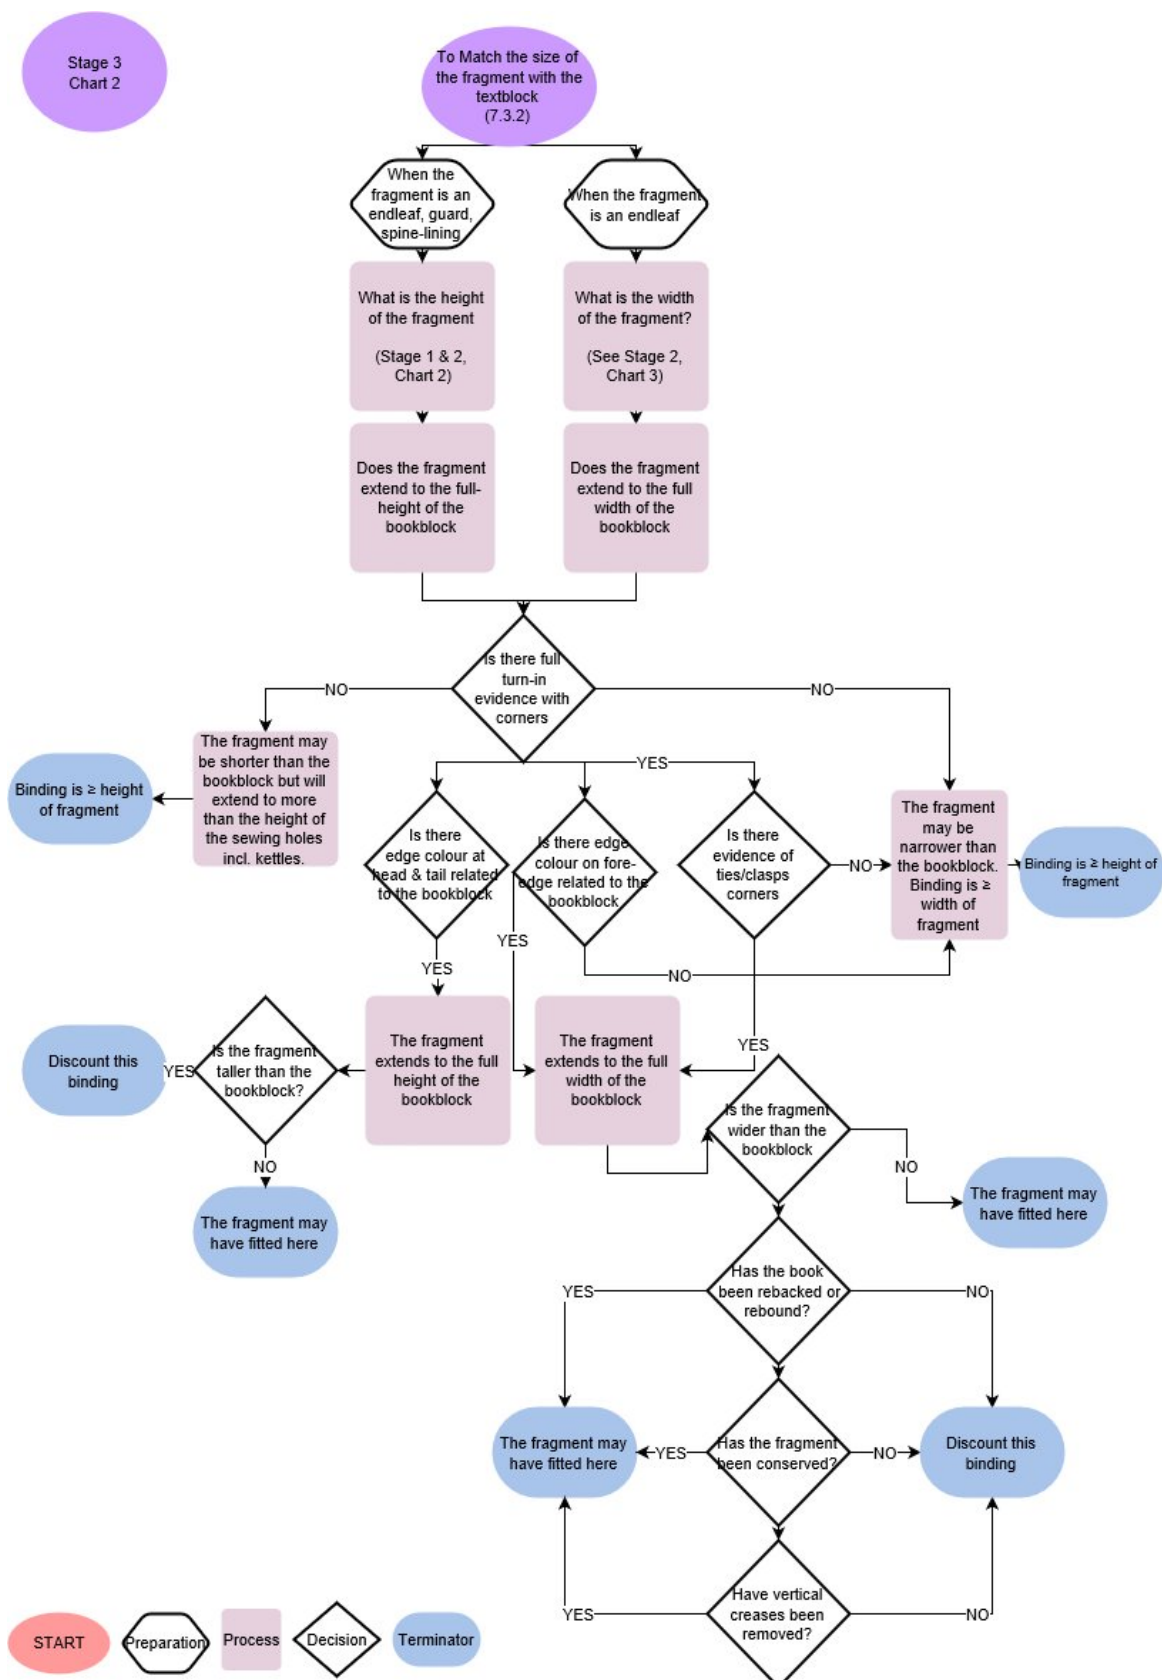 Stage 3
Chart 2
To Match the size of
the fragment with the
textblock
(7.3.2)
When the
fragment is an
endleaf, guard,
spine-lining
When the fragment
is an endleaf
What is the height
of the fragment
(Stage 1 & 2,
Chart 2)
What is the width
of the fragment?
(See Stage 2,
Chart 3)
Does the fragment
extend to the full-
height of the
bookblock
Does the fragment
extend to the full
width of the
bookblock
Is there full
turn-in
evidence with
corners
NO
NO
The fragment may
be shorter than the
bookblock but will
extend to more
than the height of
the sewing holes
incl. kettles.
Binding is ≥ height
of fragment
YES
Is there
edge colour at
head & tail related
to the bookblock
Is there edge
colour on fore-
edge related to the
bookblock
Is there
evidence of
ties/clasps
corners
NO
The fragment
may be
narrower than
the bookblock.
Binding is ≥
width of
fragment
Binding is ≥ height of
fragment
YES
YES
NO
YES
Discount this
binding
YES
Is the fragment
taller than the
bookblock?
The fragment
extends to the full
height of the
bookblock
The fragment
extends to the full
width of the
bookblock
Is the fragment
wider than the
bookblock
NO
NO
The fragment may
have fitted here
The fragment may
have fitted here
Has the book
been rebacked or
rebound?
YES
NO
The fragment may
have fitted here
YES
Has the fragment
been conserved?
NO
Discount this
binding
Have vertical
creases been
removed?
YES
NO
START
Preparation
Process
Decision
Terminator